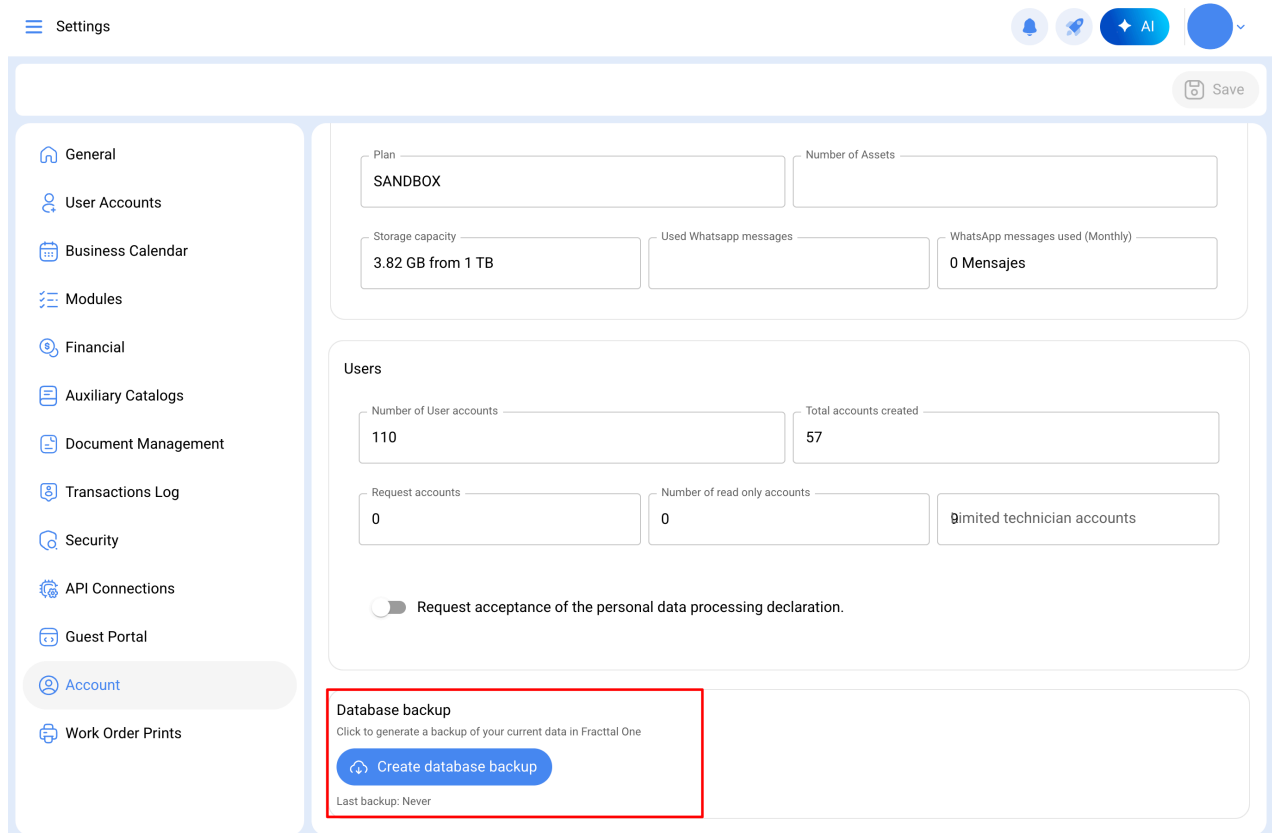 Settings
AI
Save
General
User Accounts
Business Calendar
Modules
Financial
Auxiliary Catalogs
Document Management
Transactions Log
Security
API Connections
Guest Portal
Account
Work Order Prints
Plan
SANDBOX
Number of Assets
Storage capacity
3.82 GB from 1 TB
Used Whatsapp messages
WhatsApp messages used (Monthly)
0 Mensajes
Users
Number of User accounts
110
Total accounts created
57
Request accounts
0
Number of read only accounts
0
Limited technician accounts
9
Request acceptance of the personal data processing declaration.
Database backup
Click to generate a backup of your current data in Fracttal One
Create database backup
Last backup: Never